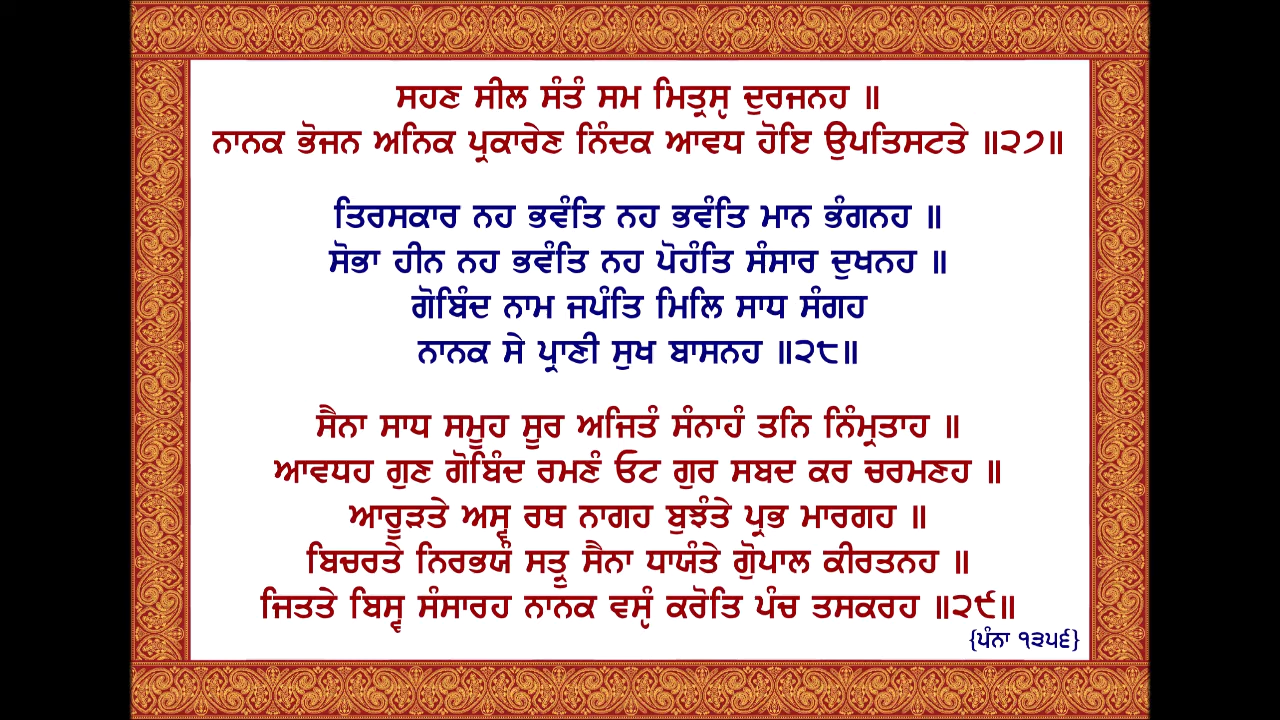 ਸਹਣ ਸੀਲ ਸੰਤੰ ਸਮ ਮਿਤ੍ਰਸੵ ਦੁਰਜਨਹ ॥
ਨਾਨਕ ਭੋਜਨ ਅਨਿਕ ਪ੍ਰਕਾਰੇਣ ਨਿੰਦਕ ਆਵਧ ਹੋਇ ਉਪਤਿਸਟਤੇ ॥੨੭॥
ਤਿਰਸਕਾਰ ਨਹ ਭਵੰਤਿ ਨਹ ਭਵੰਤਿ ਮਾਨ ਭੰਗਨਹ ॥
ਸੋਭਾ ਹੀਨ ਨਹ ਭਵੰਤਿ ਨਹ ਪੋਹੰਤਿ ਸੰਸਾਰ ਦੁਖਨਹ ॥
ਗੋਬਿੰਦ ਨਾਮ ਜਪੰਤਿ ਮਿਲਿ ਸਾਧ ਸੰਗਹ
ਨਾਨਕ ਸੇ ਪ੍ਰਾਣੀ ਸੁਖ ਬਾਸਨਹ ॥੨੮॥
ਸੈਨਾ ਸਾਧ ਸਮੂਹ ਸੂਰ ਅਜਿਤੰ ਸੰਨਾਹੰ ਤਨਿ ਨਿੰਮ੍ਰਤਾਹ ॥
ਆਵਧਹ ਗੁਣ ਗੋਬਿੰਦ ਰਮਣੰ ਓਟ ਗੁਰ ਸਬਦ ਕਰ ਚਰਮਣਹ ॥
ਆਰੂੜਤੇ ਅਸ੍ਵ ਰਥ ਨਾਗਹ ਬੁਝੰਤੇ ਪ੍ਰਭ ਮਾਰਗਹ ॥
ਬਿਚਰਤੇ ਨਿਰਭਯੰ ਸਤ੍ਰੁ ਸੈਨਾ ਧਾਯੰਤੇ ਗੋੁਪਾਲ ਕੀਰਤਨਹ ॥
ਜਿਤਤੇ ਬਿਸ੍ਵ ਸੰਸਾਰਹ ਨਾਨਕ ਵਸੵੰ ਕਰੋਤਿ ਪੰਚ ਤਸਕਰਹ ॥੨੯॥
{ਪੰਨਾ ੧੩੫੬}